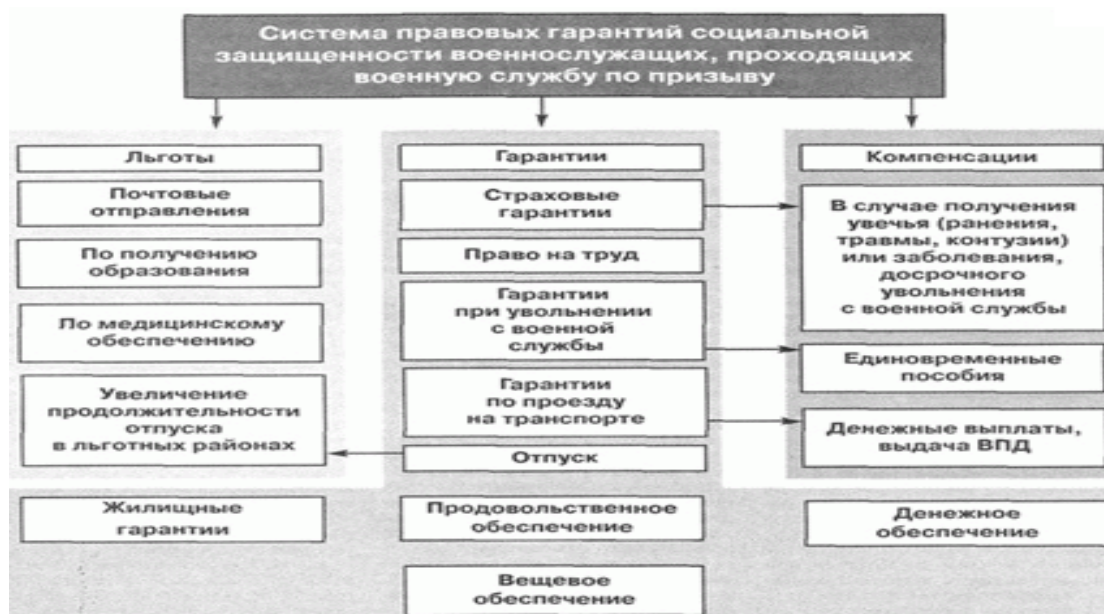 Система правовых гарантий социальной
защищенности военнослужащих, проходящих
военную службу по призыву
Льготы
Почтовые
отправления
По получению
образования
По медицинскому
обеспечению
Увеличение
продолжительности
отпуска
в льготных районах
Жилищные
гарантии
Гарантии
Страховые
гарантии
Право на труд
Гарантии
при увольнении
с военной
службы
Гарантии
по проезду
на транспорте
Отпуск
Продовольственное
обеспечение
Вещевое
обеспечение
Компенсации
В случае получения
увечья (ранения,
травмы, контузии)
или заболевания,
досрочного
увольнения
с военной службы
Единовременные
пособия
Денежные выплаты,
выдача ВПД
Денежное
обеспечение